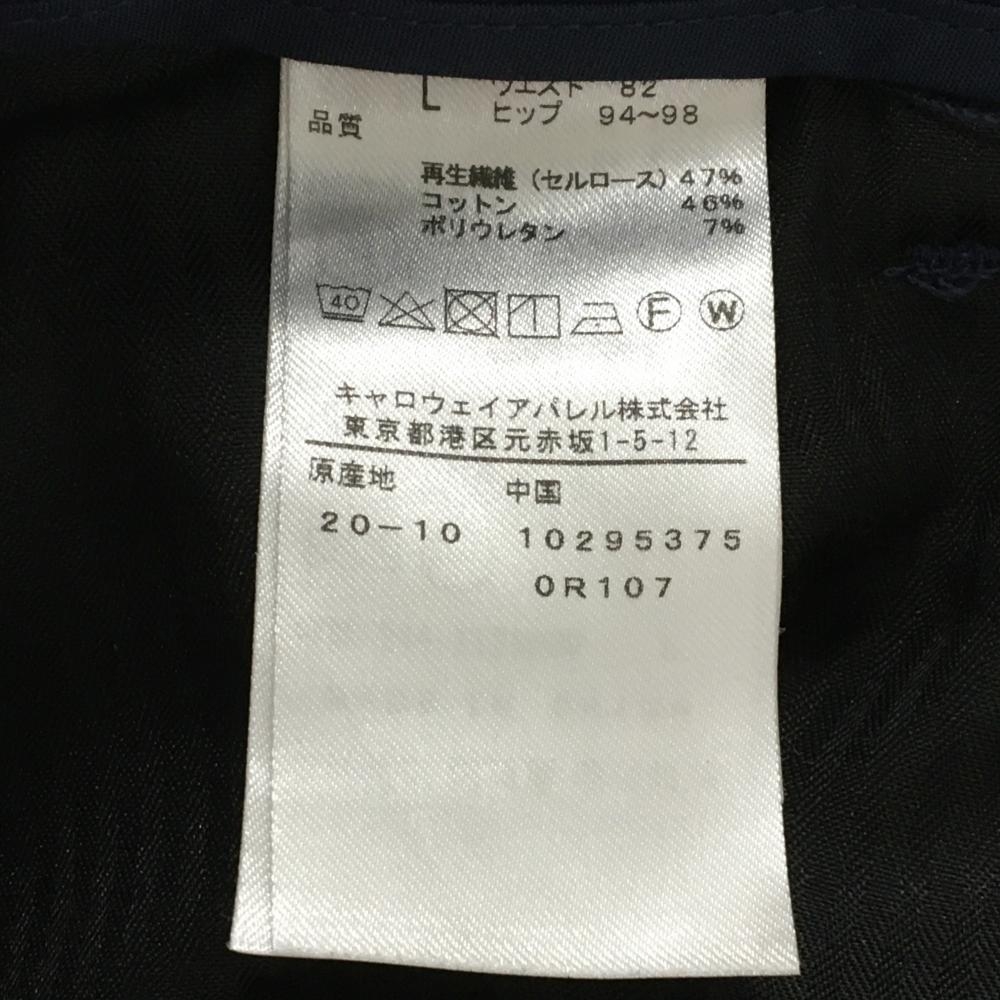 L ウエスト 82
ヒップ 94〜98
品質
再生繊維(セルロース)47%
コットン 46%
ポリウレタン 7%
40 F W
キャロウェイアパレル株式会社
東京都港区元赤坂1-5-12
原産地 中国
20-10 10295375
0R107